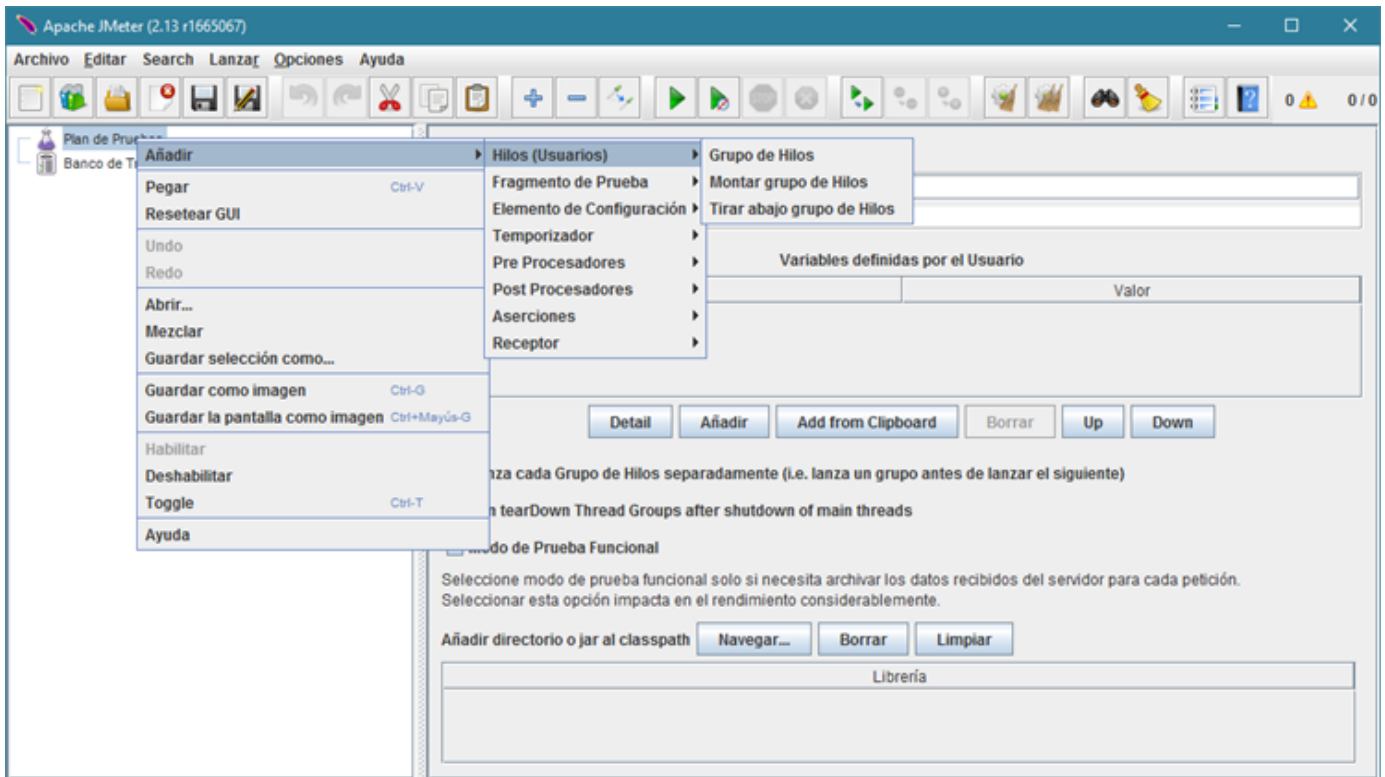 Apache JMeter (2.13 r1665067)
Archivo Editar Search Lanzar Opciones Ayuda
0 0/0
Plan de
Banco de
Añadir
Pegar Ctrl-V
Resetear GUI
Undo
Redo
Abrir...
Mezclar
Guardar selección como...
Guardar como imagen Ctrl-G
Guardar la pantalla como imagen Ctrl+Mayús-G
Habilitar
Deshabilitar
Toggle Ctrl-T
Ayuda
Hilos (Usuarios)
Fragmento de Prueba
Elemento de Configuración
Temporizador
Pre Procesadores
Post Procesadores
Aserciones
Receptor
Grupo de Hilos
Montar grupo de Hilos
Tirar abajo grupo de Hilos
Variables definidas por el Usuario
Valor
Detail Añadir Add from Clipboard Borrar Up Down
cada Grupo de Hilos separadamente (i.e. lanza un grupo antes de lanzar el siguiente)
tearDown Thread Groups after shutdown of main threads
Modo de Prueba Funcional
Seleccione modo de prueba funcional solo si necesita archivar los datos recibidos del servidor para cada petición.
Seleccionar esta opción impacta en el rendimiento considerablemente.
Añadir directorio o jar al classpath Navegar... Borrar Limpiar
Librería